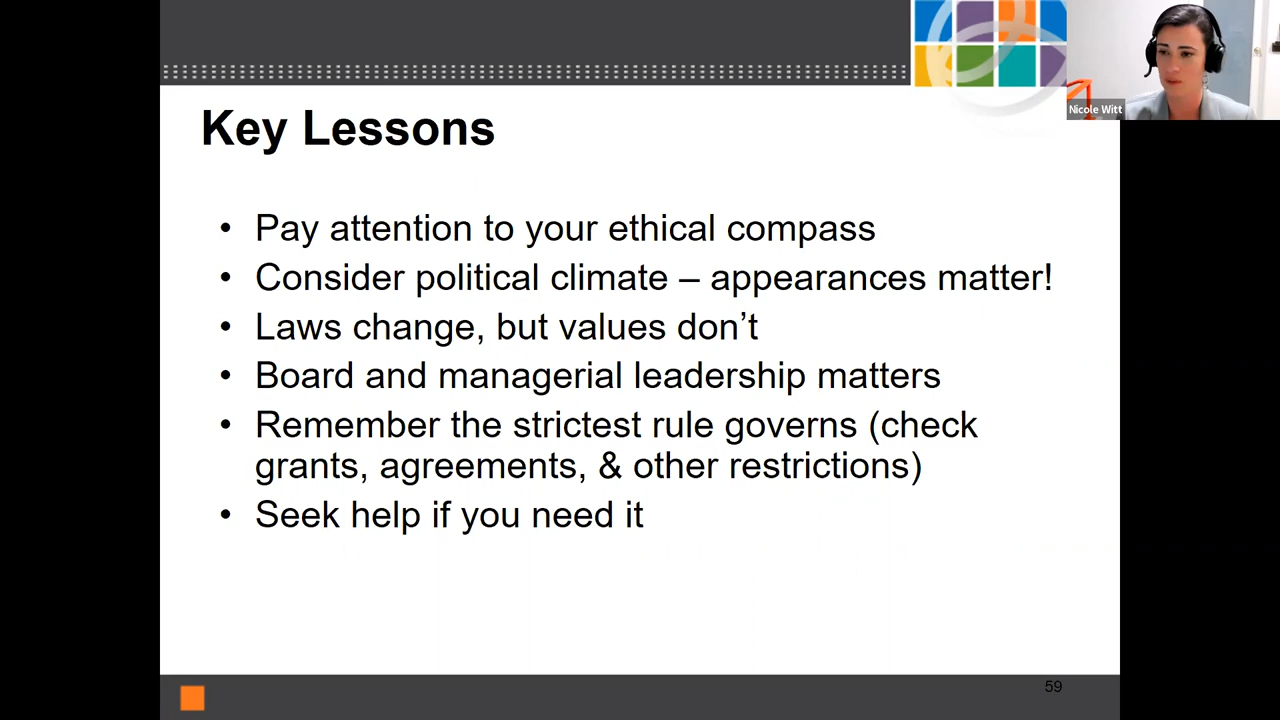 Nicole Witt
Key Lessons
• Pay attention to your ethical compass
• Consider political climate – appearances matter!
• Laws change, but values don’t
• Board and managerial leadership matters
• Remember the strictest rule governs (check
grants, agreements, & other restrictions)
• Seek help if you need it
59